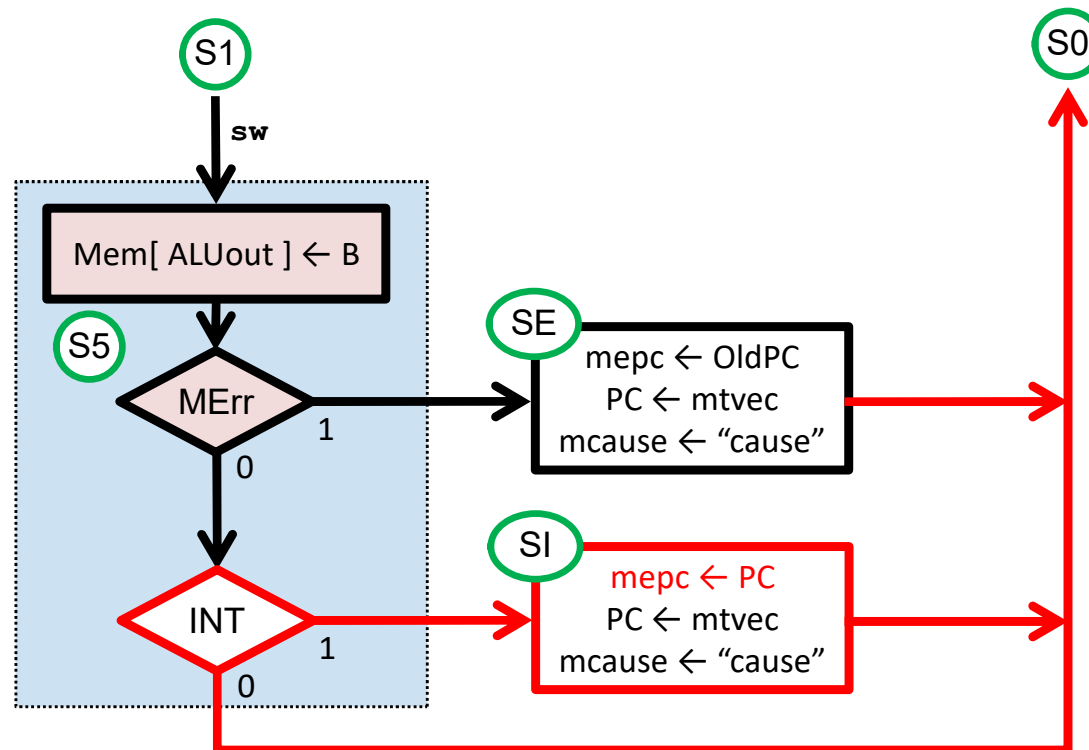 S1
S0
sw
Mem[ ALUout ] ← B
S5
MErr
1
0
SE
mepc ← OldPC
PC ← mtvec
mcause ← “cause”
SI
mepc ← PC
PC ← mtvec
mcause ← “cause”
INT
1
0